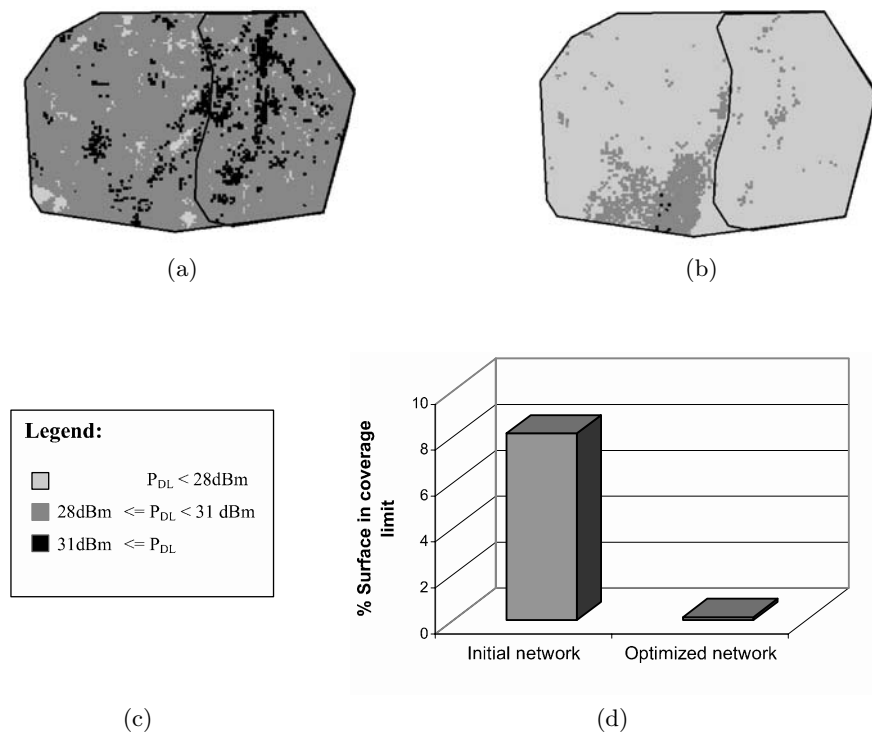 (a)
(b)
Legend:
P_DL < 28dBm
28dBm <= P_DL < 31 dBm
31dBm <= P_DL
% Surface in coverage
limit
10
8
6
4
2
0
Initial network
Optimized network
(c)
(d)